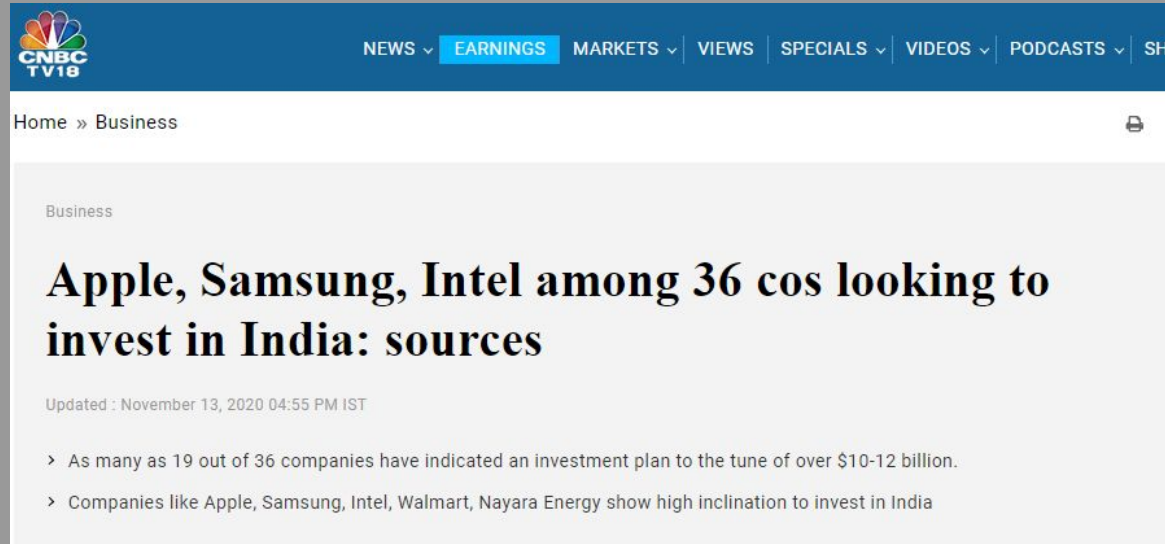 CNBC
TV18
NEWS EARNINGS MARKETS VIEWS SPECIALS VIDEOS PODCASTS SH
Home » Business
Business
Apple, Samsung, Intel among 36 cos looking to
invest in India: sources
Updated : November 13, 2020 04:55 PM IST
As many as 19 out of 36 companies have indicated an investment plan to the tune of over $10-12 billion.
Companies like Apple, Samsung, Intel, Walmart, Nayara Energy show high inclination to invest in India